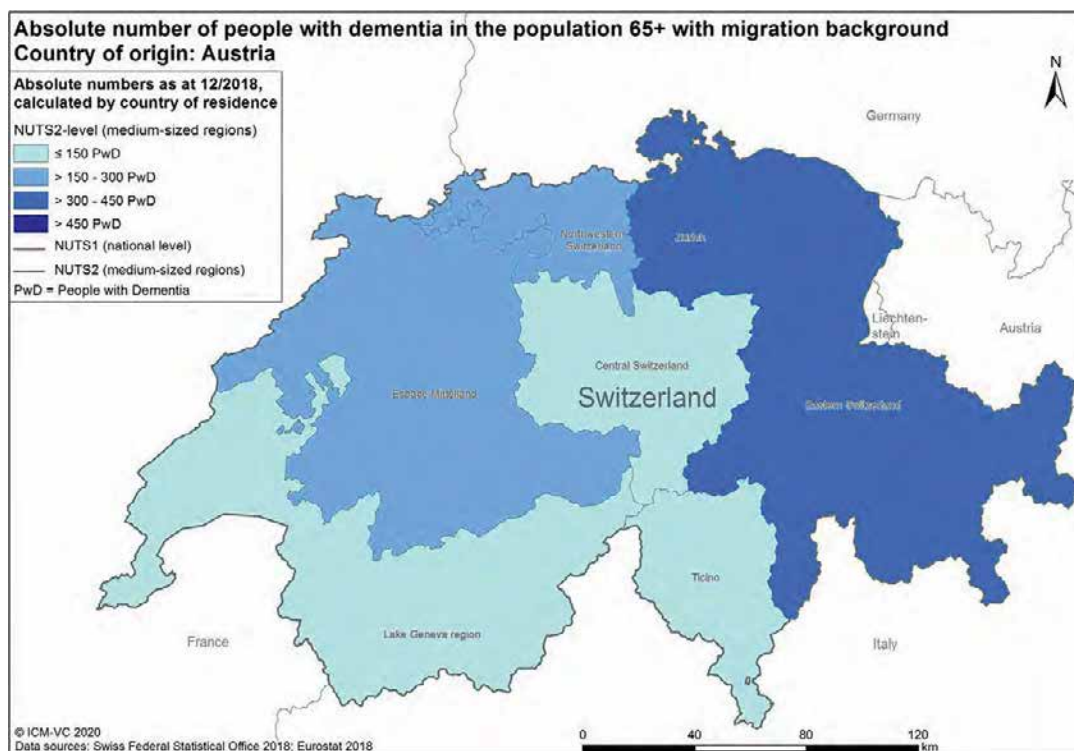 Absolute number of people with dementia in the population 65+ with migration background
Country of origin: Austria
Absolute numbers as at 12/2018,
calculated by country of residence
NUTS2-level (medium-sized regions)
≤ 150 PwD
> 150 - 300 PwD
> 300 - 450 PwD
> 450 PwD
NUTS1 (national level)
NUTS2 (medium-sized regions)
PwD = People with Dementia
N
Germany
Northwestern
Switzerland
Zurich
Liechten-
stein
Austria
Central Switzerland
Switzerland
Espace Mittelland
Eastern Switzerland
Ticino
Lake Geneva region
France
Italy
© ICM-VC 2020
Data sources: Swiss Federal Statistical Office 2018; Eurostat 2018
0 40 80 120
km